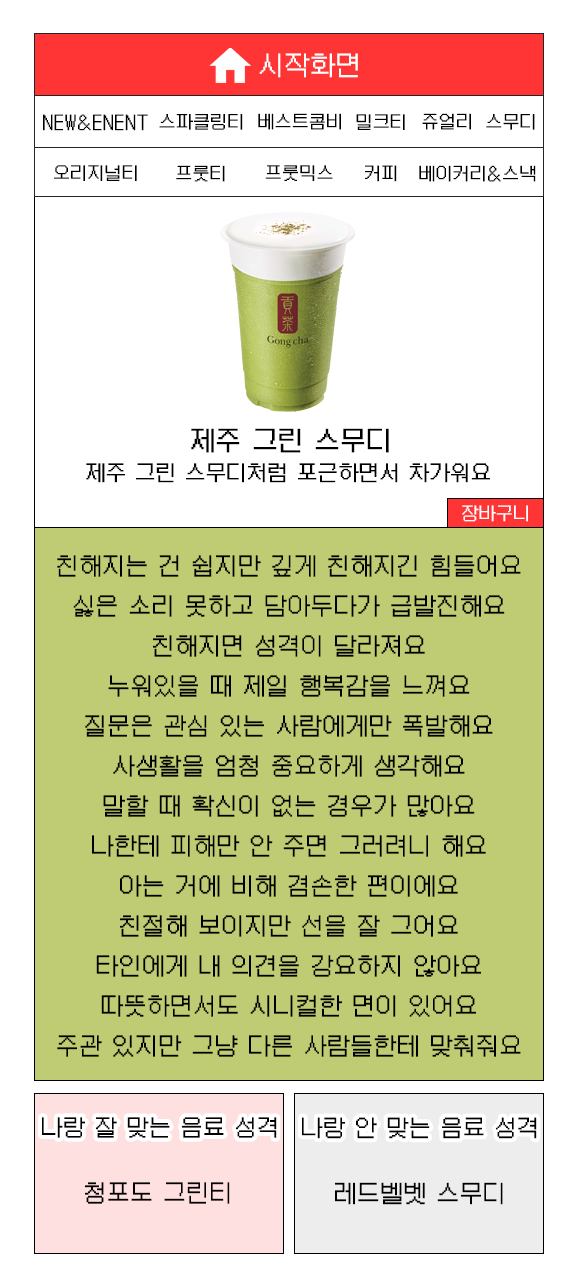 시작화면
NEW&ENENT 스파클링티 베스트콤비 밀크티 쥬얼리 스무디
오리지널티 프룻티 프룻믹스 커피 베이커리&스낵
貢茶
Gong cha
제주 그린 스무디
제주 그린 스무디처럼 포근하면서 차가워요
장바구니
친해지는 건 쉽지만 깊게 친해지긴 힘들어요
싫은 소리 못하고 담아두다가 급발진해요
친해지면 성격이 달라져요
누워있을 때 제일 행복감을 느껴요
질문은 관심 있는 사람에게만 폭발해요
사생활을 엄청 중요하게 생각해요
말할 때 확신이 없는 경우가 많아요
나한테 피해만 안 주면 그러려니 해요
아는 거에 비해 겸손한 편이에요
친절해 보이지만 선을 잘 그어요
타인에게 내 의견을 강요하지 않아요
따뜻하면서도 시니컬한 면이 있어요
주관 있지만 그냥 다른 사람들한테 맞춰줘요
나랑 잘 맞는 음료 성격
청포도 그린티
나랑 안 맞는 음료 성격
레드벨벳 스무디